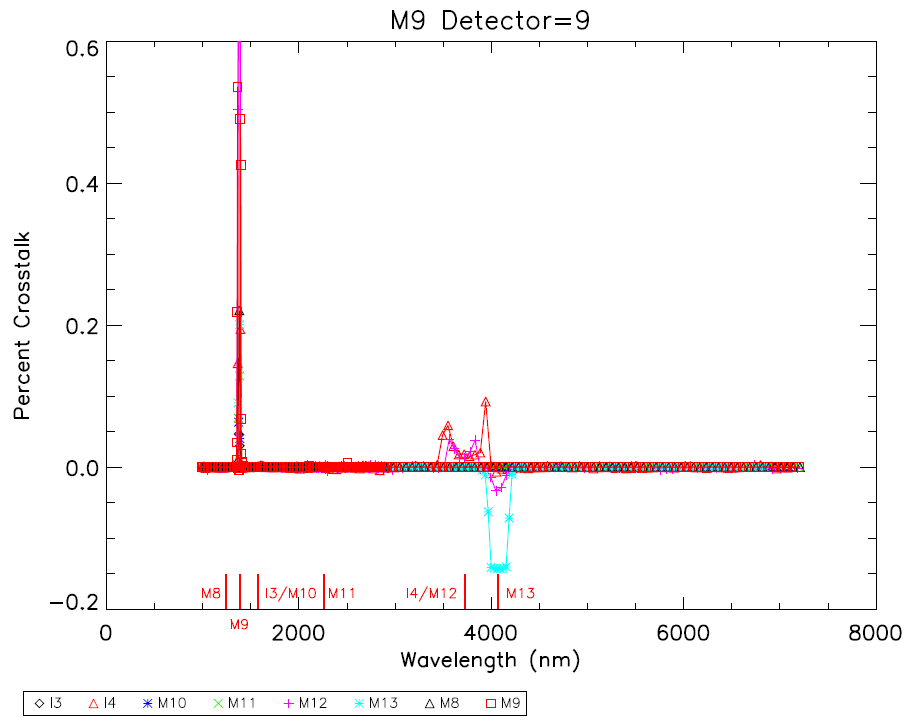 M9 Detector=9
0.6
0.4
0.2
0.0
-0.2
Percent Crosstalk
M8
M9
I3/M10
M11
I4/M12
M13
0
2000
4000
6000
8000
Wavelength (nm)
I3
I4
M10
M11
M12
M13
M8
M9